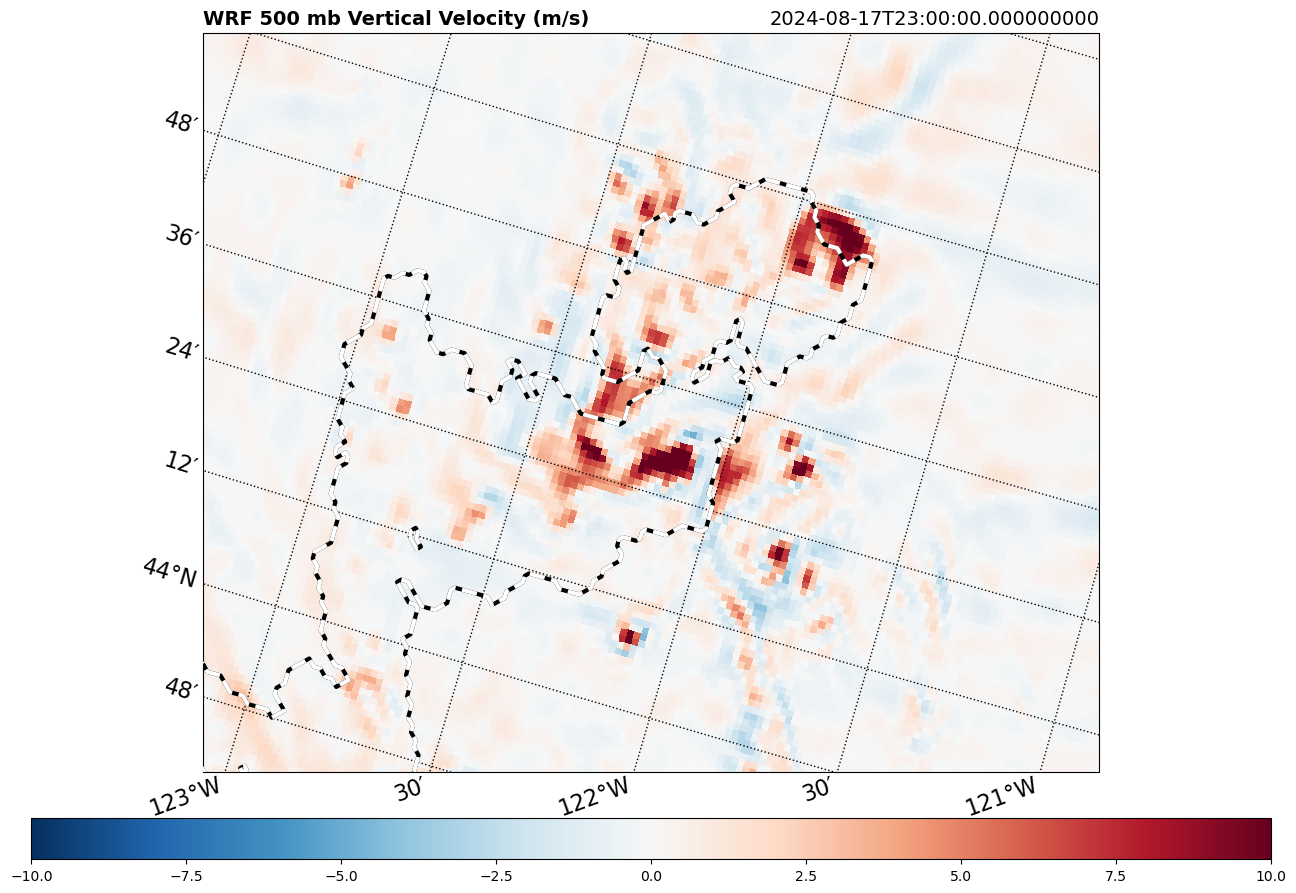 WRF 500 mb Vertical Velocity (m/s) 2024-08-17T23:00:00.000000000
48′
36′
24′
12′
44°N
48′
123°W 30′ 122°W 30′ 121°W
−10.0 −7.5 −5.0 −2.5 0.0 2.5 5.0 7.5 10.0